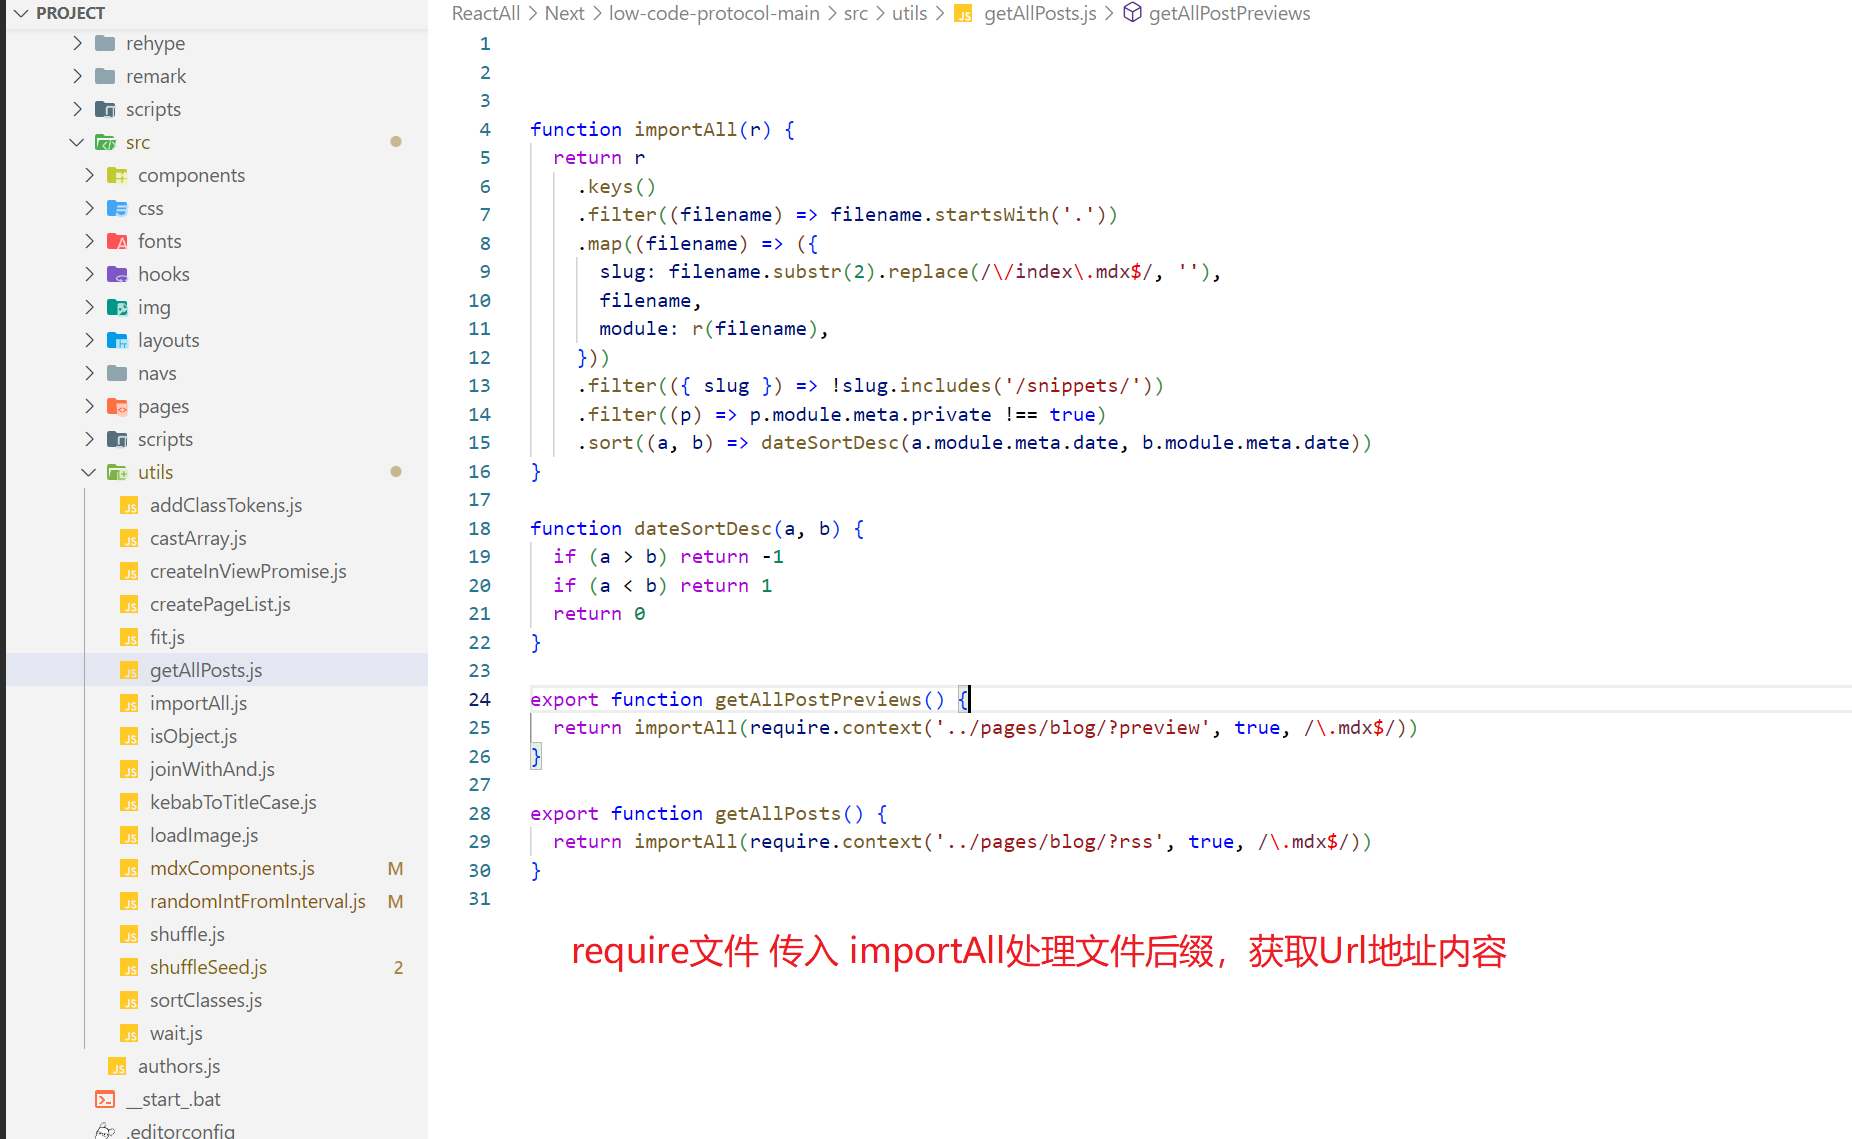 PROJECT
rehype
remark
scripts
src
components
css
fonts
hooks
img
layouts
navs
pages
scripts
utils
addClassTokens.js
castArray.js
createInViewPromise.js
createPageList.js
fit.js
getAllPosts.js
importAll.js
isObject.js
joinWithAnd.js
kebabToTitleCase.js
loadImage.js
mdxComponents.js M
randomIntFromInterval.js M
shuffle.js
shuffleSeed.js 2
sortClasses.js
wait.js
authors.js
__start_.bat
.editorconfig
ReactAll > Next > low-code-protocol-main > src > utils > JS getAllPosts.js > getAllPostPreviews
1
2
3
4 function importAll(r) {
5 return r
6 .keys()
7 .filter((filename) => filename.startsWith('.'))
8 .map((filename) => ({
9 slug: filename.substr(2).replace(/\/index\.mdx$/, ''),
10 filename,
11 module: r(filename),
12 }))
13 .filter(({ slug }) => !slug.includes('/snippets/'))
14 .filter((p) => p.module.meta.private !== true)
15 .sort((a, b) => dateSortDesc(a.module.meta.date, b.module.meta.date))
16 }
17
18 function dateSortDesc(a, b) {
19 if (a > b) return -1
20 if (a < b) return 1
21 return 0
22 }
23
24 export function getAllPostPreviews() {
25 return importAll(require.context('../pages/blog/?preview', true, /\.mdx$/))
26 }
27
28 export function getAllPosts() {
29 return importAll(require.context('../pages/blog/?rss', true, /\.mdx$/))
30 }
31
require文件 传入 importAll处理文件后缀，获取Url地址内容